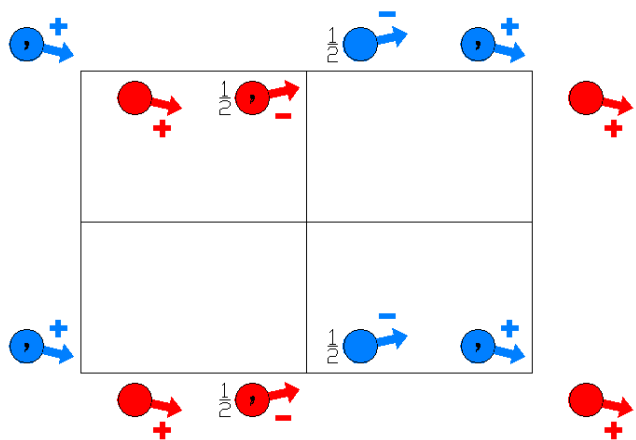 + 1/2 - +
, ,
+ 1/2 , - +
+ 1/2 - +
, ,
+ 1/2 , - +